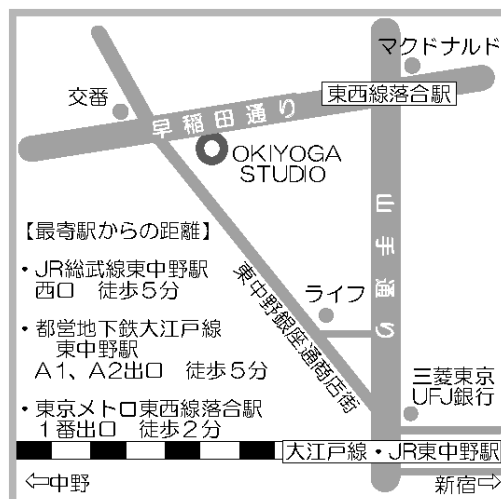 マクドナルド
交番
東西線落合駅
早稲田通り
OKIYOGA
STUDIO
山手通り
【最寄駅からの距離】
・JR総武線東中野駅
西口 徒歩5分
・都営地下鉄大江戸線
東中野駅
A1、A2出口 徒歩5分
・東京メトロ東西線落合駅
1番出口 徒歩2分
東中野銀座通商店街
ライフ
三菱東京
UFJ銀行
大江戸線・JR東中野駅
⇦中野
新宿⇨